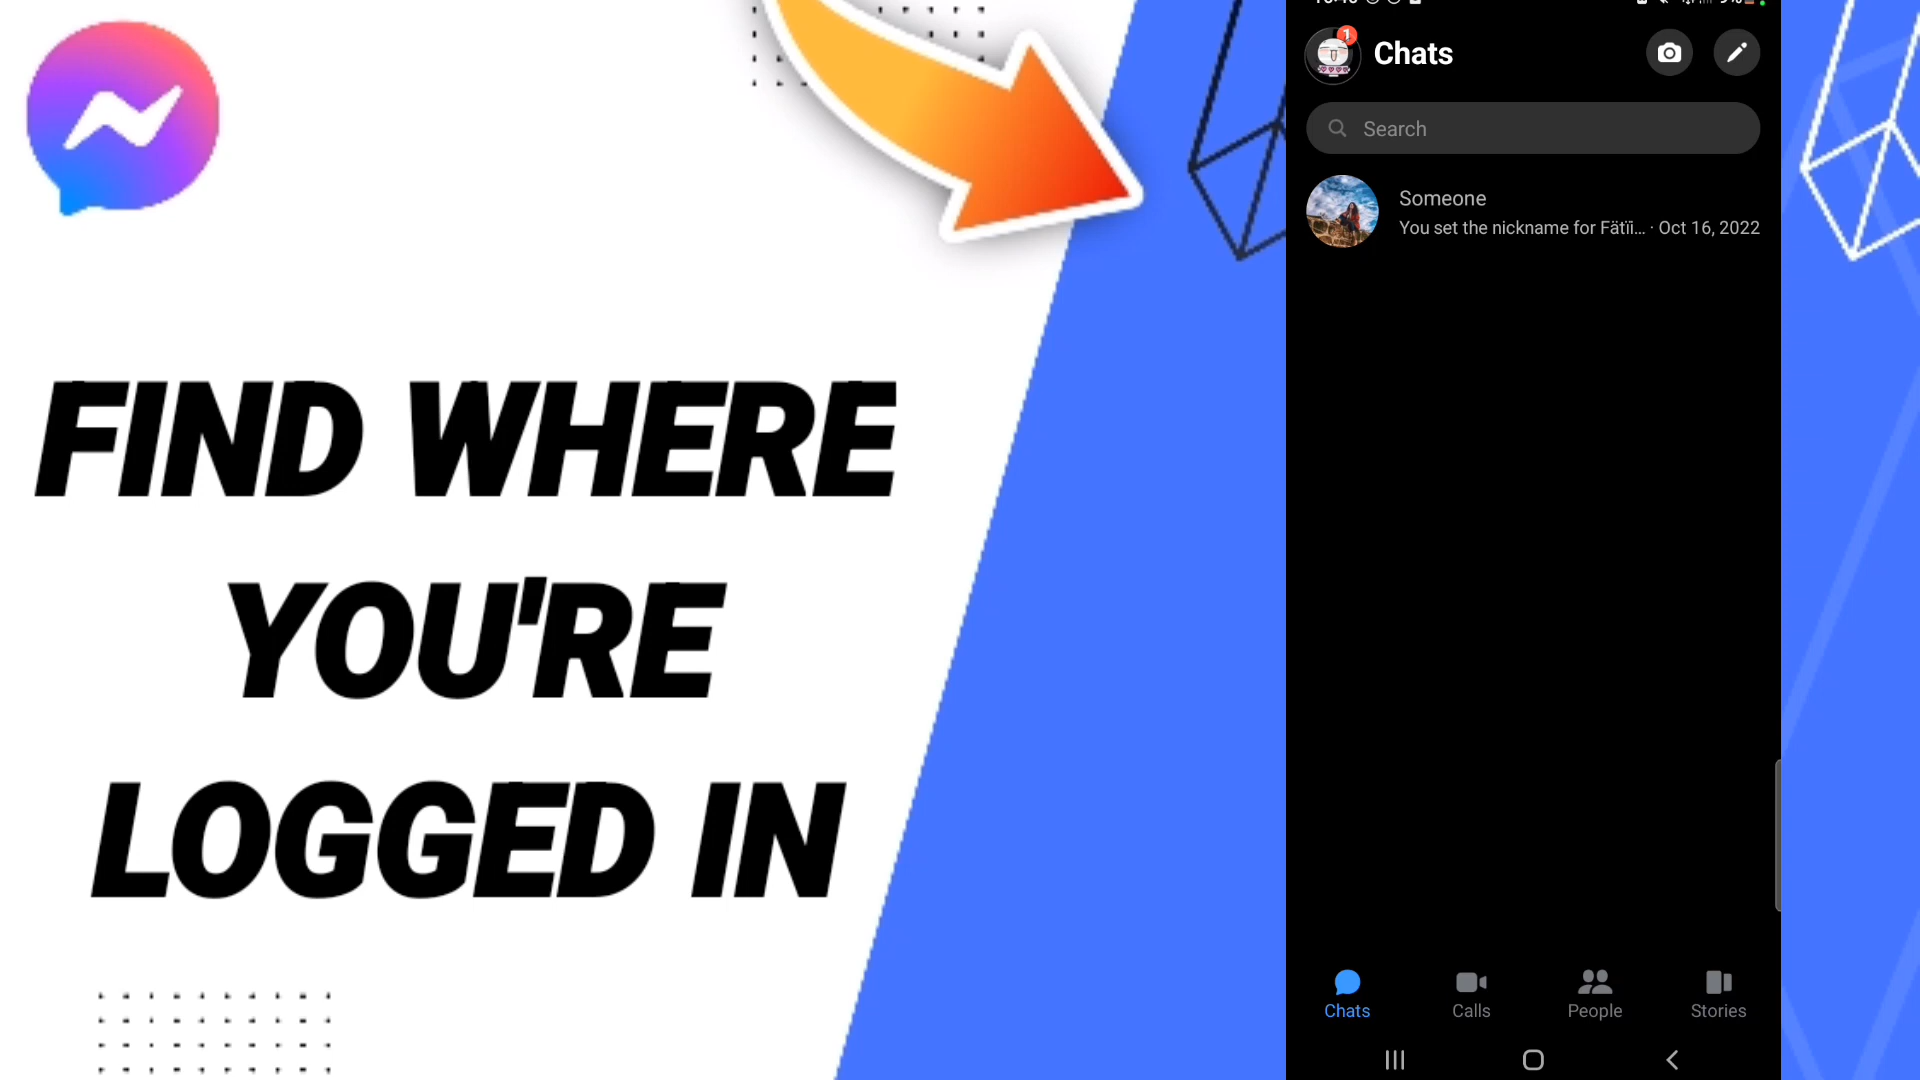 FIND WHERE
YOU'RE
LOGGED IN
1
Chats
Search
Someone
You set the nickname for Fätïi... · Oct 16, 2022
Chats
Calls
People
Stories